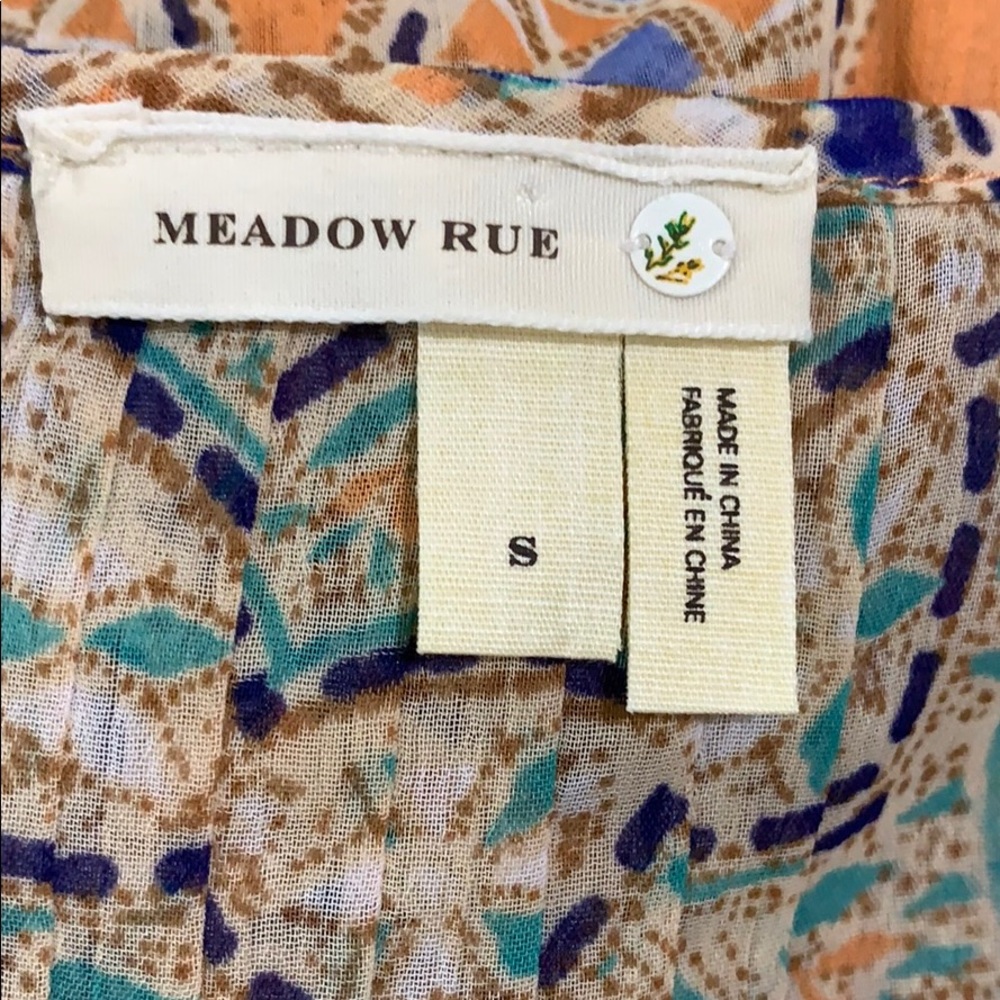 MEADOW RUE
S
MADE IN CHINA
FABRIQUÉ EN CHINE